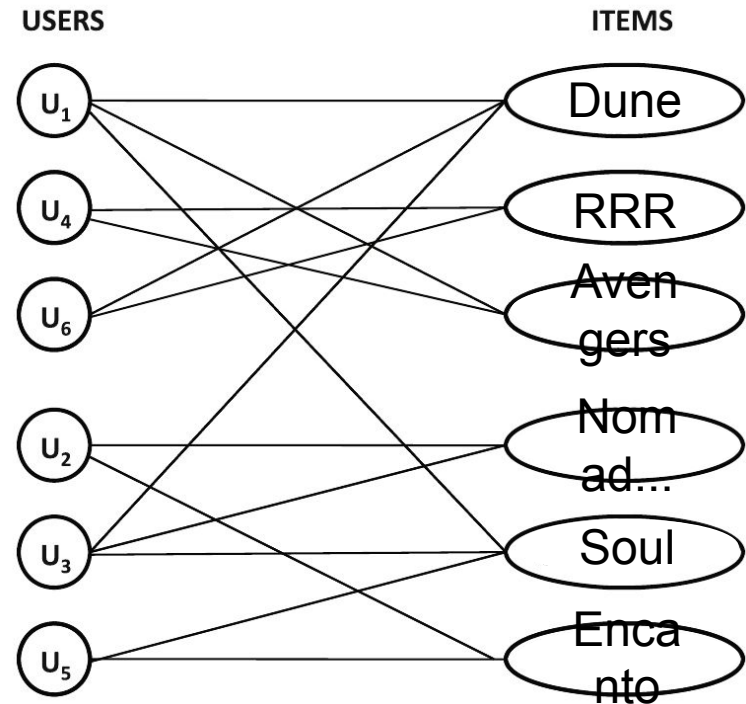 USERS ITEMS
U1 Dune
U4 RRR
U6 Aven
gers
U2 Nom
ad...
U3 Soul
U5 Enca
nto